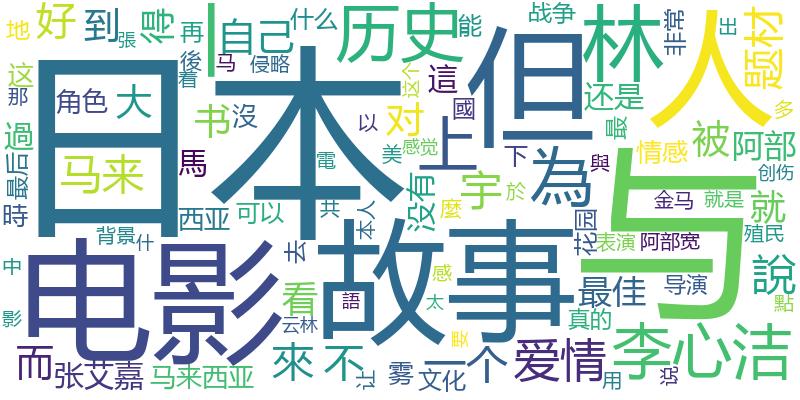 地 好 到 張 得 再 後 着 自己 什么 马 侵略 历史 能 战争 非常 出 题材
这 那 角色 大 日本 书 沒 对 这个 這 國 但 林 还是 最 人 多
過 最后 马来 馬 以 美 感觉 上 下 與 情感 被 阿部 创伤
時 背景 什 西亚 可以 電 共 本人 没有 宇 麼 於 為 花园 金马 就是 就 殖民
中 影 电影 去 故事 語 感 太 表演 阿部宽 与 说 點
而 张艾嘉 马来西亚 看 云林 來 不 让 雾 一个 文化 要 爱情 最佳 导演 真的 用 况 李心洁